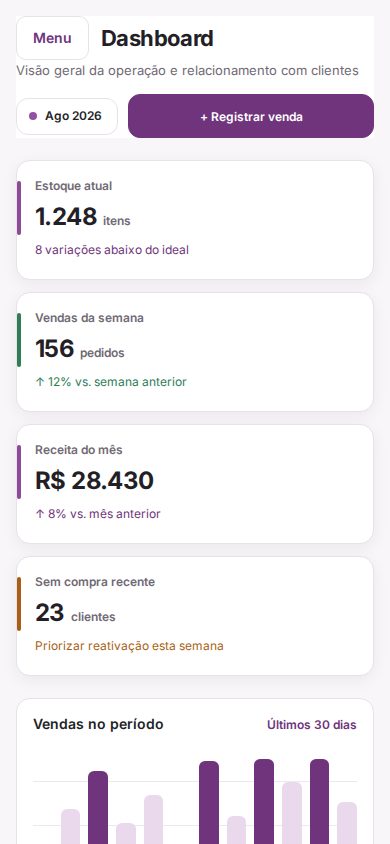 Menu Dashboard
Visão geral da operação e relacionamento com clientes
Ago 2026 + Registrar venda
Estoque atual
1.248 itens
8 variações abaixo do ideal
Vendas da semana
156 pedidos
↑ 12% vs. semana anterior
Receita do mês
R$ 28.430
↑ 8% vs. mês anterior
Sem compra recente
23 clientes
Priorizar reativação esta semana
Vendas no período Últimos 30 dias